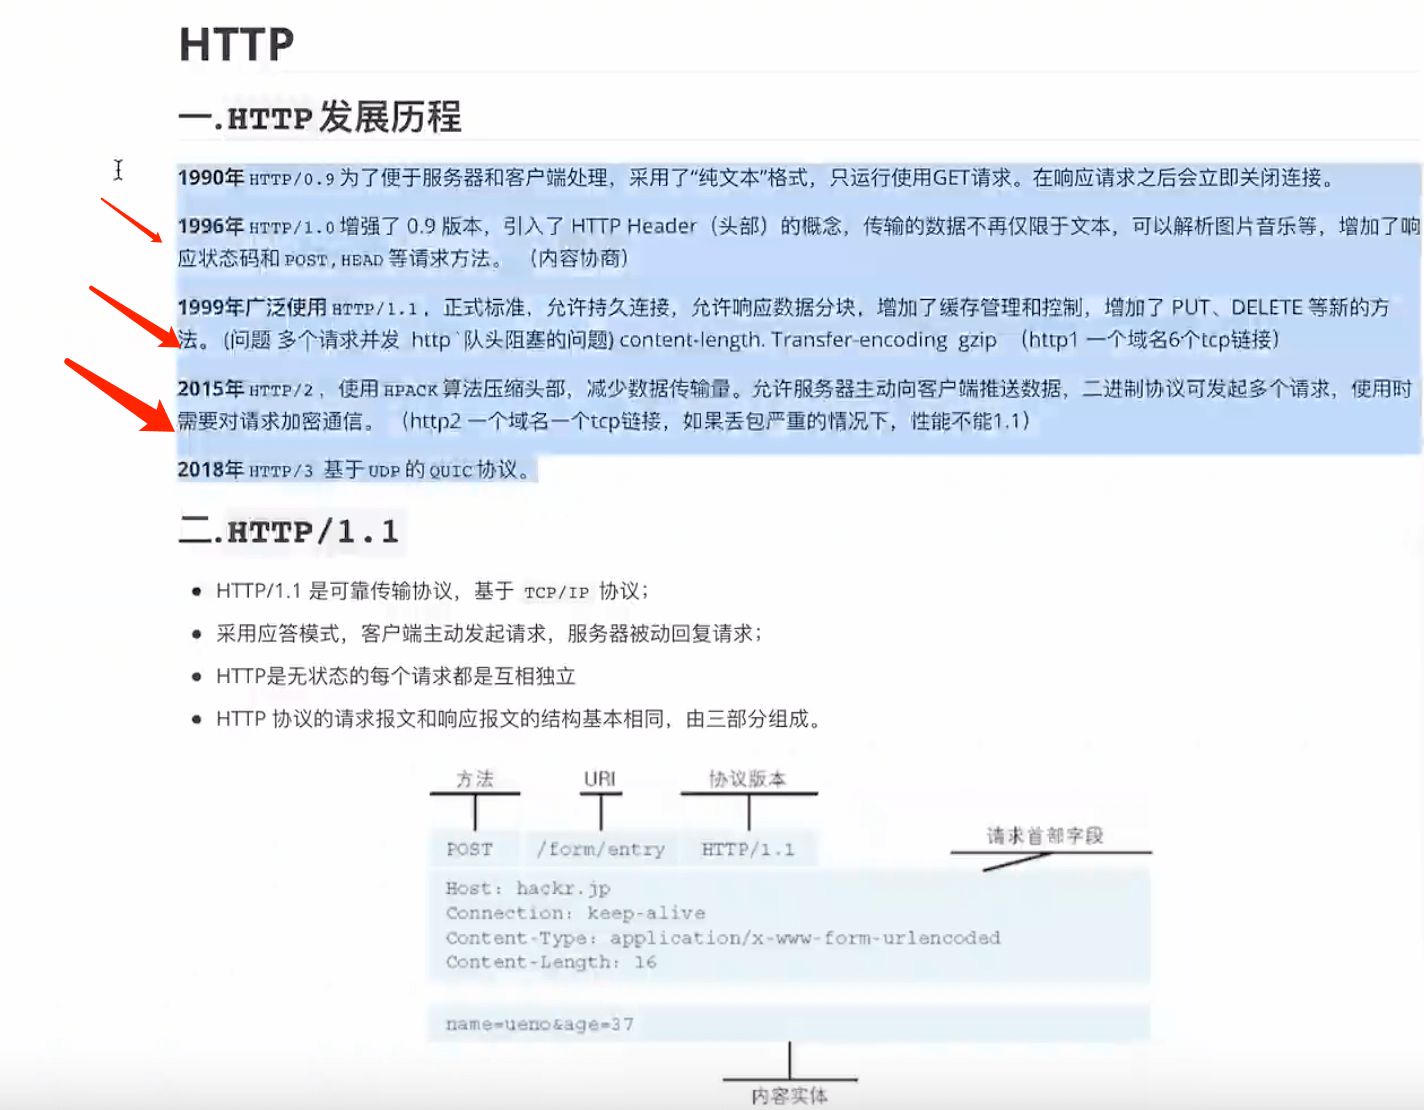 HTTP
一.HTTP发展历程
1990年 HTTP/0.9 为了便于服务器和客户端处理，采用了“纯文本”格式，只运行使用GET请求。在响应请求之后会立即关闭连接。
1996年 HTTP/1.0 增强了 0.9 版本，引入了 HTTP Header（头部）的概念，传输的数据不再仅限于文本，可以解析图片音乐等，增加了响
应状态码和 POST,HEAD 等请求方法。 （内容协商）
1999年广泛使用 HTTP/1.1，正式标准，允许持久连接，允许响应数据分块，增加了缓存管理和控制，增加了 PUT、DELETE 等新的方
法。 (问题 多个请求并发 http `队头阻塞的问题) content-length. Transfer-encoding gzip （http1 一个域名6个tcp链接）
2015年 HTTP/2，使用 HPACK 算法压缩头部，减少数据传输量。允许服务器主动向客户端推送数据，二进制协议可发起多个请求，使用时
需要对请求加密通信。 （http2 一个域名一个tcp链接，如果丢包严重的情况下，性能不能1.1）
2018年 HTTP/3 基于 UDP 的 QUIC 协议。
二.HTTP/1.1
• HTTP/1.1 是可靠传输协议，基于 TCP/IP 协议；
• 采用应答模式，客户端主动发起请求，服务器被动回复请求；
• HTTP是无状态的每个请求都是互相独立
• HTTP 协议的请求报文和响应报文的结构基本相同，由三部分组成。
方法 URI 协议版本
请求首部字段
POST /form/entry HTTP/1.1
Host: hackr.jp
Connection: keep-alive
Content-Type: application/x-www-form-urlencoded
Content-Length: 16
name=ueno&age=37
内容实体